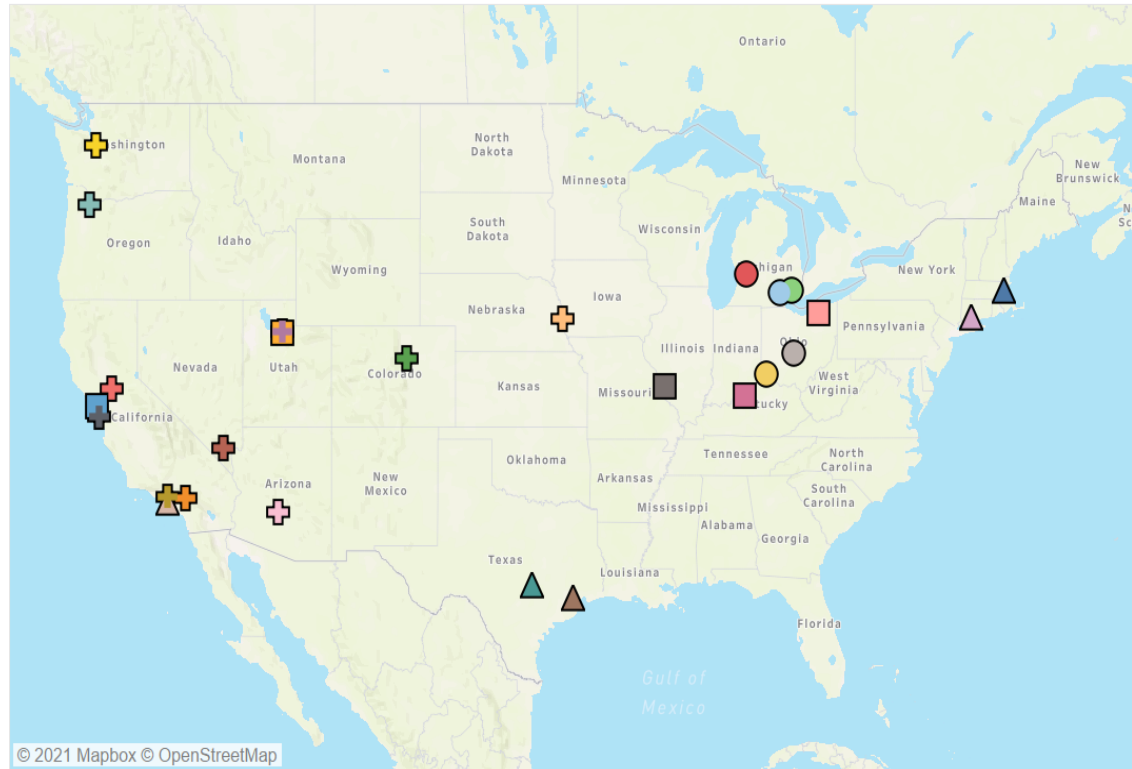 Ontario
North
Dakota
New
Brunswick
shington
Montana
Minnesota
Maine
South
Dakota
Wisconsin
Oregon
Idaho
higan
New York
Wyoming
Nebraska
Iowa
Pennsylvania
Illinois
Indiana
Ohio
Nevada
Utah
Colorado
West
Virginia
Kansas
Missouri
tucky
California
Tennessee
North
Carolina
Oklahoma
Arizona
New
Mexico
Arkansas
South
Carolina
Mississippi
Alabama
Georgia
Texas
Louisiana
Florida
Gulf of
Mexico
© 2021 Mapbox © OpenStreetMap